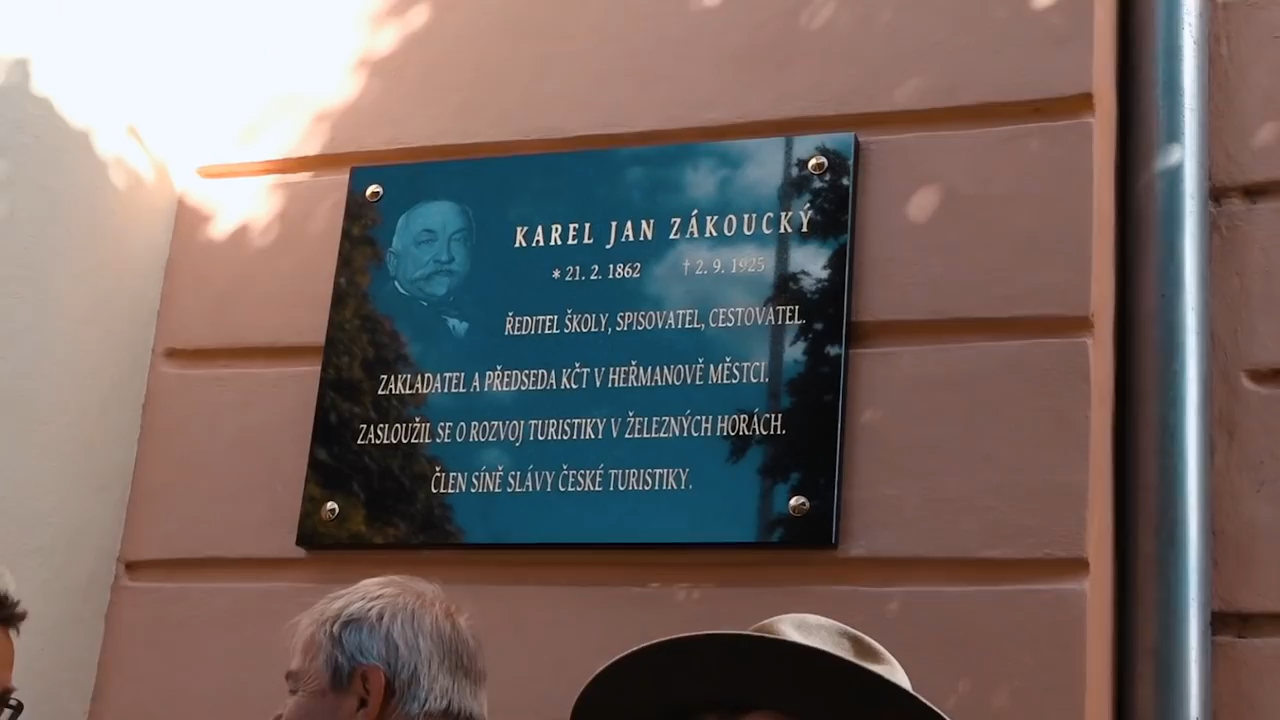 KAREL JAN ZÁKOUCKÝ
* 21. 2. 1862 † 2. 9. 1925
ŘEDITEL ŠKOLY, SPISOVATEL, CESTOVATEL.
ZAKLADATEL A PŘEDSEDA KČT V HEŘMANOVĚ MĚSTCI.
ZASLOUŽIL SE O ROZVOJ TURISTIKY V ŽELEZNÝCH HORÁCH.
ČLEN SÍNĚ SLÁVY ČESKÉ TURISTIKY.